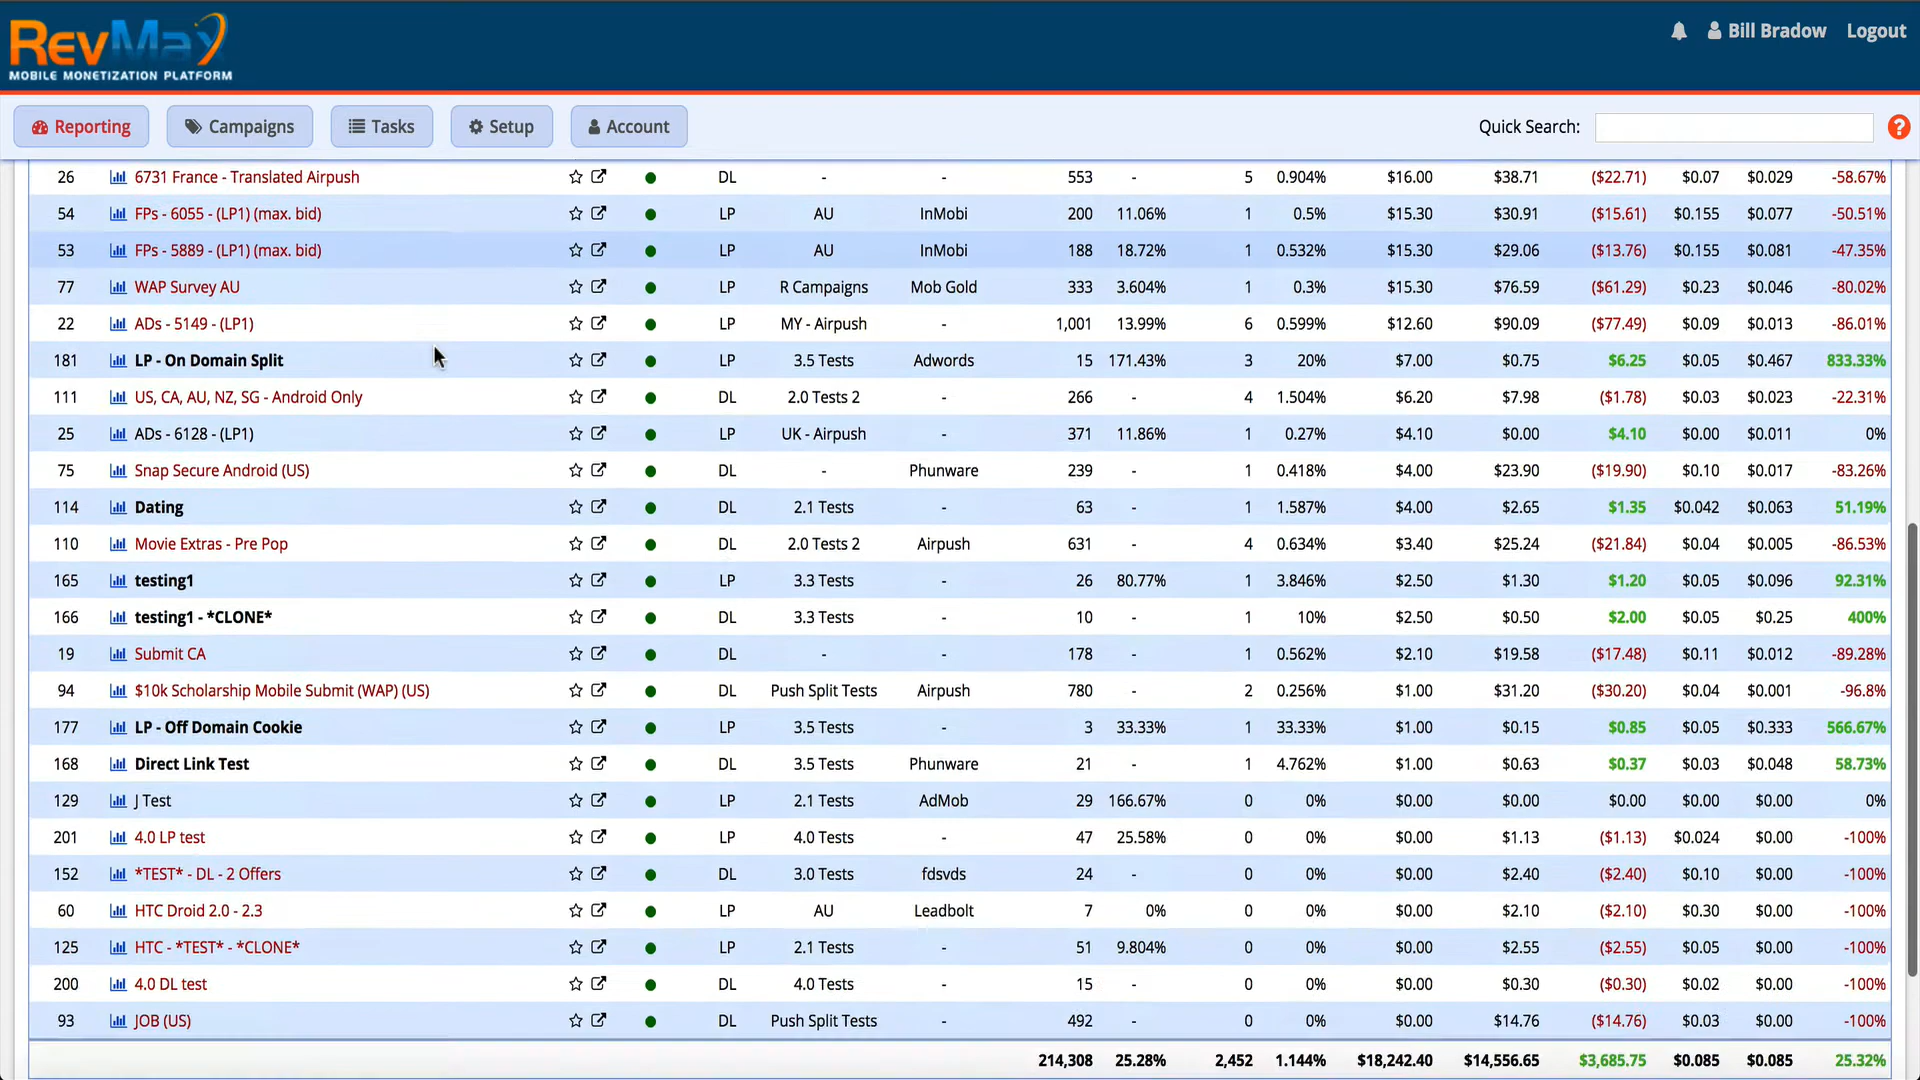 RevMax
MOBILE MONETIZATION PLATFORM
Bill Bradow Logout
Reporting Campaigns Tasks Setup Account Quick Search: ?
26 6731 France - Translated Airpush DL - - 553 - 5 0.904% $16.00 $38.71 ($22.71) $0.07 $0.029 -58.67%
54 FPs - 6055 - (LP1) (max. bid) LP AU InMobi 200 11.06% 1 0.5% $15.30 $30.91 ($15.61) $0.155 $0.077 -50.51%
53 FPs - 5889 - (LP1) (max. bid) LP AU InMobi 188 18.72% 1 0.532% $15.30 $29.06 ($13.76) $0.155 $0.081 -47.35%
77 WAP Survey AU LP R Campaigns Mob Gold 333 3.604% 1 0.3% $15.30 $76.59 ($61.29) $0.23 $0.046 -80.02%
22 ADs - 5149 - (LP1) LP MY - Airpush - 1,001 13.99% 6 0.599% $12.60 $90.09 ($77.49) $0.09 $0.013 -86.01%
181 LP - On Domain Split LP 3.5 Tests Adwords 15 171.43% 3 20% $7.00 $0.75 $6.25 $0.05 $0.467 833.33%
111 US, CA, AU, NZ, SG - Android Only DL 2.0 Tests 2 - 266 - 4 1.504% $6.20 $7.98 ($1.78) $0.03 $0.023 -22.31%
25 ADs - 6128 - (LP1) LP UK - Airpush - 371 11.86% 1 0.27% $4.10 $0.00 $4.10 $0.00 $0.011 0%
75 Snap Secure Android (US) DL - Phunware 239 - 1 0.418% $4.00 $23.90 ($19.90) $0.10 $0.017 -83.26%
114 Dating DL 2.1 Tests - 63 - 1 1.587% $4.00 $2.65 $1.35 $0.042 $0.063 51.19%
110 Movie Extras - Pre Pop DL 2.0 Tests 2 Airpush 631 - 4 0.634% $3.40 $25.24 ($21.84) $0.04 $0.005 -86.53%
165 testing1 LP 3.3 Tests - 26 80.77% 1 3.846% $2.50 $1.30 $1.20 $0.05 $0.096 92.31%
166 testing1 - *CLONE* DL 3.3 Tests - 10 - 1 10% $2.50 $0.50 $2.00 $0.05 $0.25 400%
19 Submit CA DL - - 178 - 1 0.562% $2.10 $19.58 ($17.48) $0.11 $0.012 -89.28%
94 $10k Scholarship Mobile Submit (WAP) (US) DL Push Split Tests Airpush 780 - 2 0.256% $1.00 $31.20 ($30.20) $0.04 $0.001 -96.8%
177 LP - Off Domain Cookie LP 3.5 Tests - 3 33.33% 1 33.33% $1.00 $0.15 $0.85 $0.05 $0.333 566.67%
168 Direct Link Test DL 3.5 Tests Phunware 21 - 1 4.762% $1.00 $0.63 $0.37 $0.03 $0.048 58.73%
129 J Test LP 2.1 Tests AdMob 29 166.67% 0 0% $0.00 $0.00 $0.00 $0.00 $0.00 0%
201 4.0 LP test LP 4.0 Tests - 47 25.58% 0 0% $0.00 $1.13 ($1.13) $0.024 $0.00 -100%
152 *TEST* - DL - 2 Offers DL 3.0 Tests fdsvds 24 - 0 0% $0.00 $2.40 ($2.40) $0.10 $0.00 -100%
60 HTC Droid 2.0 - 2.3 LP AU Leadbolt 7 0% 0 0% $0.00 $2.10 ($2.10) $0.30 $0.00 -100%
125 HTC - *TEST* - *CLONE* LP 2.1 Tests - 51 9.804% 0 0% $0.00 $2.55 ($2.55) $0.05 $0.00 -100%
200 4.0 DL test DL 4.0 Tests - 15 - 0 0% $0.00 $0.30 ($0.30) $0.02 $0.00 -100%
93 JOB (US) DL Push Split Tests - 492 - 0 0% $0.00 $14.76 ($14.76) $0.03 $0.00 -100%
214,308 25.28% 2,452 1.144% $18,242.40 $14,556.65 $3,685.75 $0.085 $0.085 25.32%